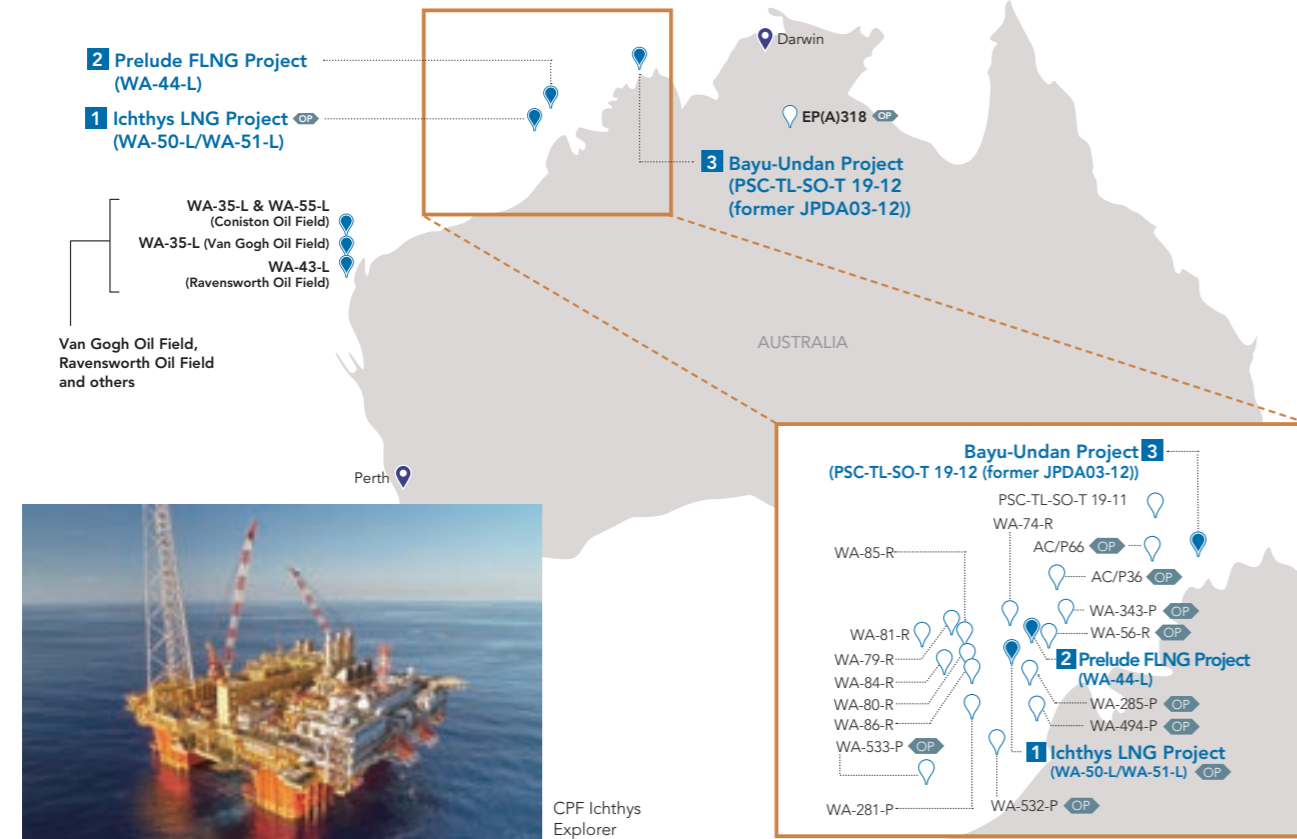 2 Prelude FLNG Project
(WA-44-L)
1 Ichthys LNG Project OP
(WA-50-L/WA-51-L)
Darwin
EP(A)318 OP
3 Bayu-Undan Project
(PSC-TL-SO-T 19-12
(former JPDA03-12))
WA-35-L & WA-55-L
(Coniston Oil Field)
WA-35-L (Van Gogh Oil Field)
WA-43-L
(Ravensworth Oil Field)
Van Gogh Oil Field,
Ravensworth Oil Field
and others
AUSTRALIA
Perth
CPF Ichthys
Explorer
Bayu-Undan Project 3
(PSC-TL-SO-T 19-12 (former JPDA03-12))
PSC-TL-SO-T 19-11
WA-74-R
AC/P66 OP
WA-85-R
AC/P36 OP
WA-343-P OP
WA-81-R
WA-56-R OP
WA-79-R
2 Prelude FLNG Project
(WA-44-L)
WA-84-R
WA-80-R
WA-285-P OP
WA-86-R
WA-494-P OP
WA-533-P OP
1 Ichthys LNG Project
(WA-50-L/WA-51-L) OP
WA-281-P
WA-532-P OP